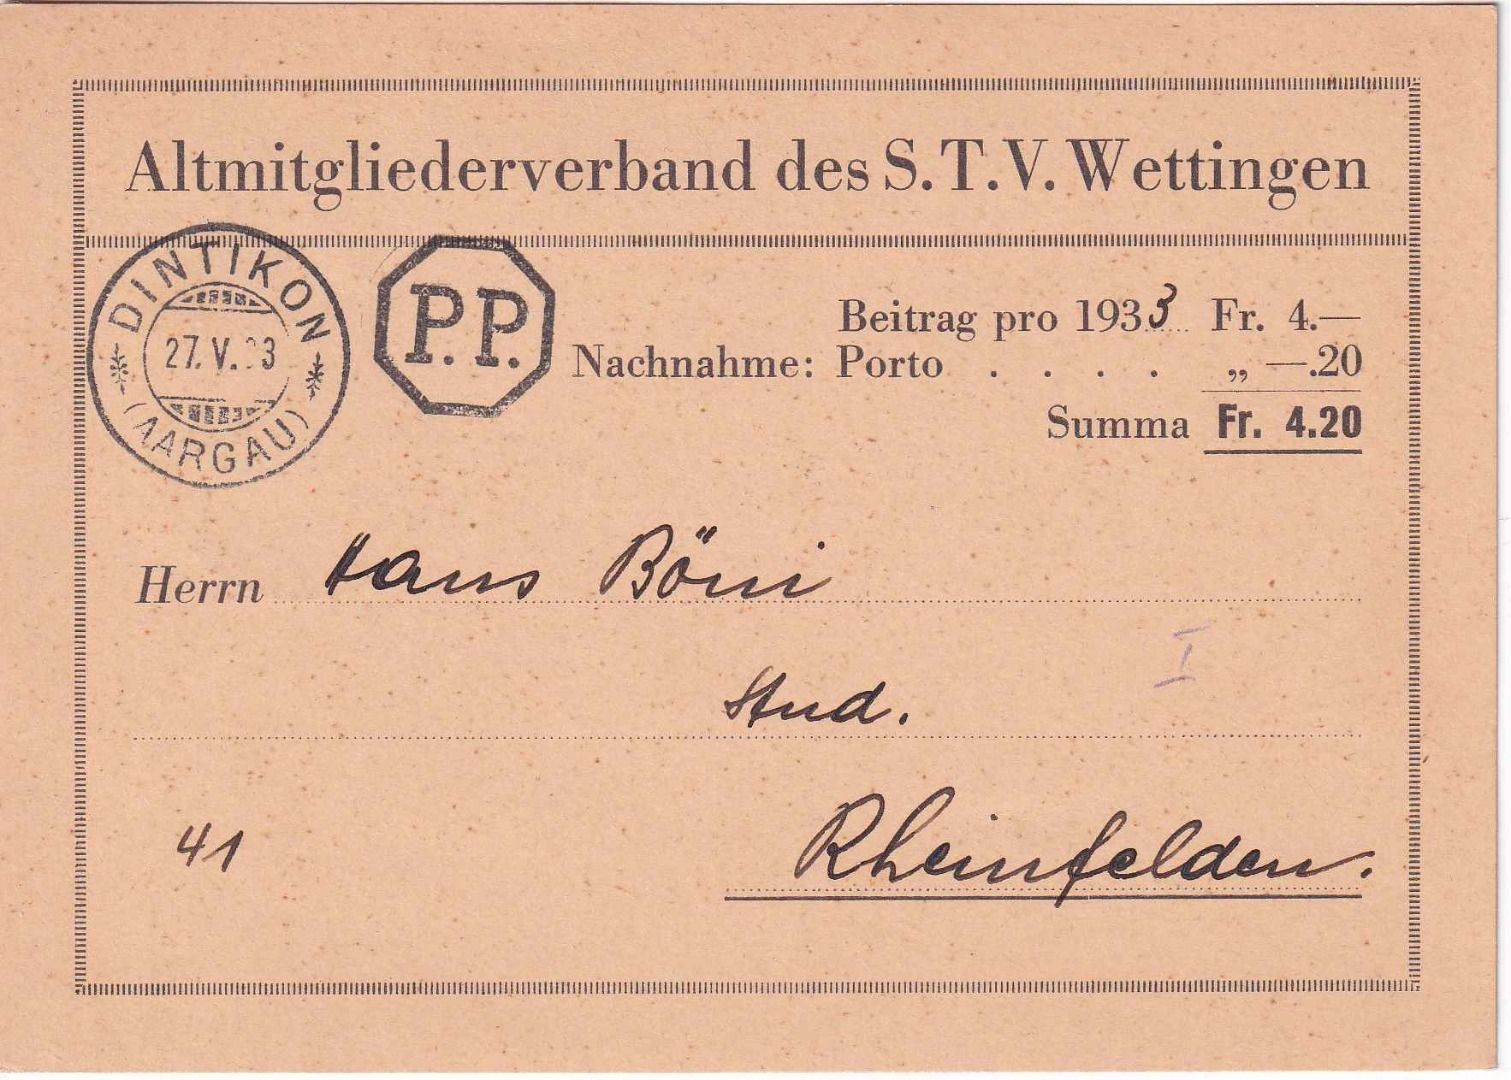 Altmitgliederverband des S.T.V. Wettingen
DINTIKON
27. V. 33
(AARGAU)
P.P.
Beitrag pro 1933 Fr. 4.—
Nachnahme: Porto . . . . „ —.20
Summa Fr. 4.20
Herrn Hans Böni
I
Stud.
41
Rheinfelden.